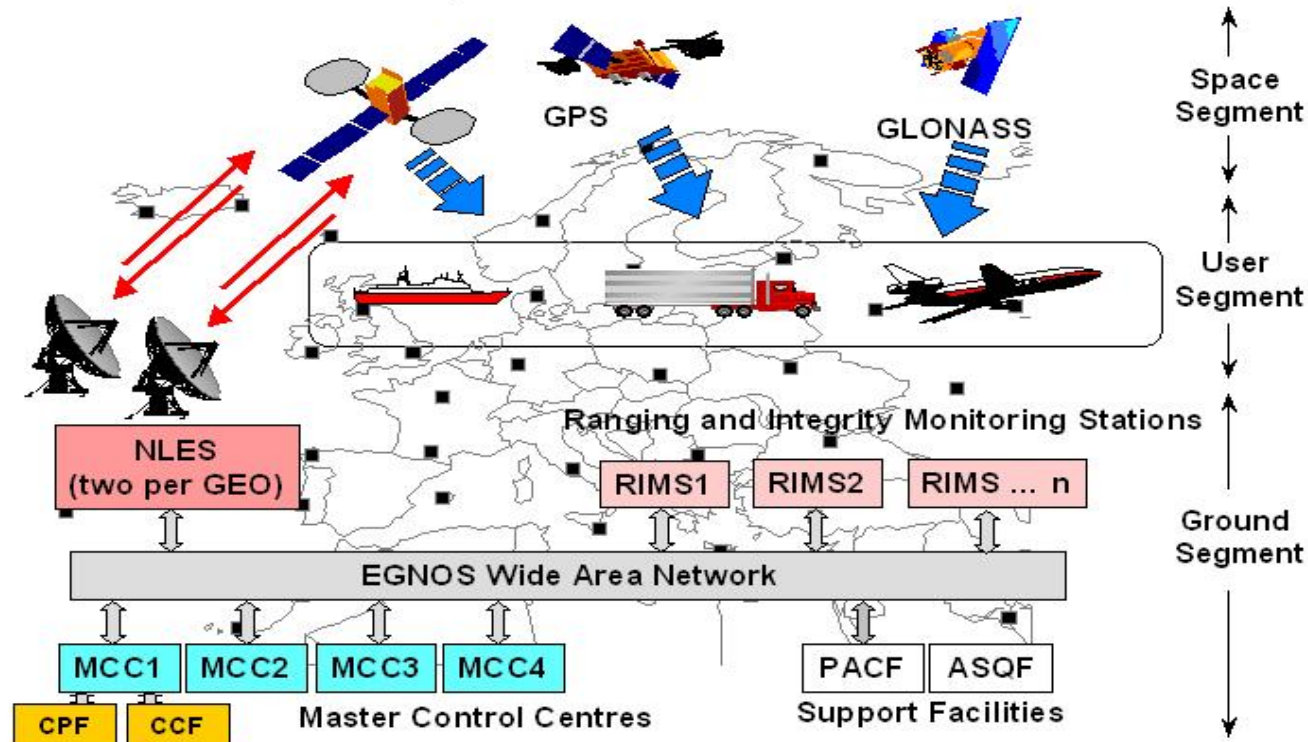 GPS
GLONASS
Space
Segment
User
Segment
Ranging and Integrity Monitoring Stations
NLES
(two per GEO)
RIMS1
RIMS2
RIMS ... n
Ground
Segment
EGNOS Wide Area Network
MCC1
MCC2
MCC3
MCC4
PACF
ASQF
CPF
CCF
Master Control Centres
Support Facilities